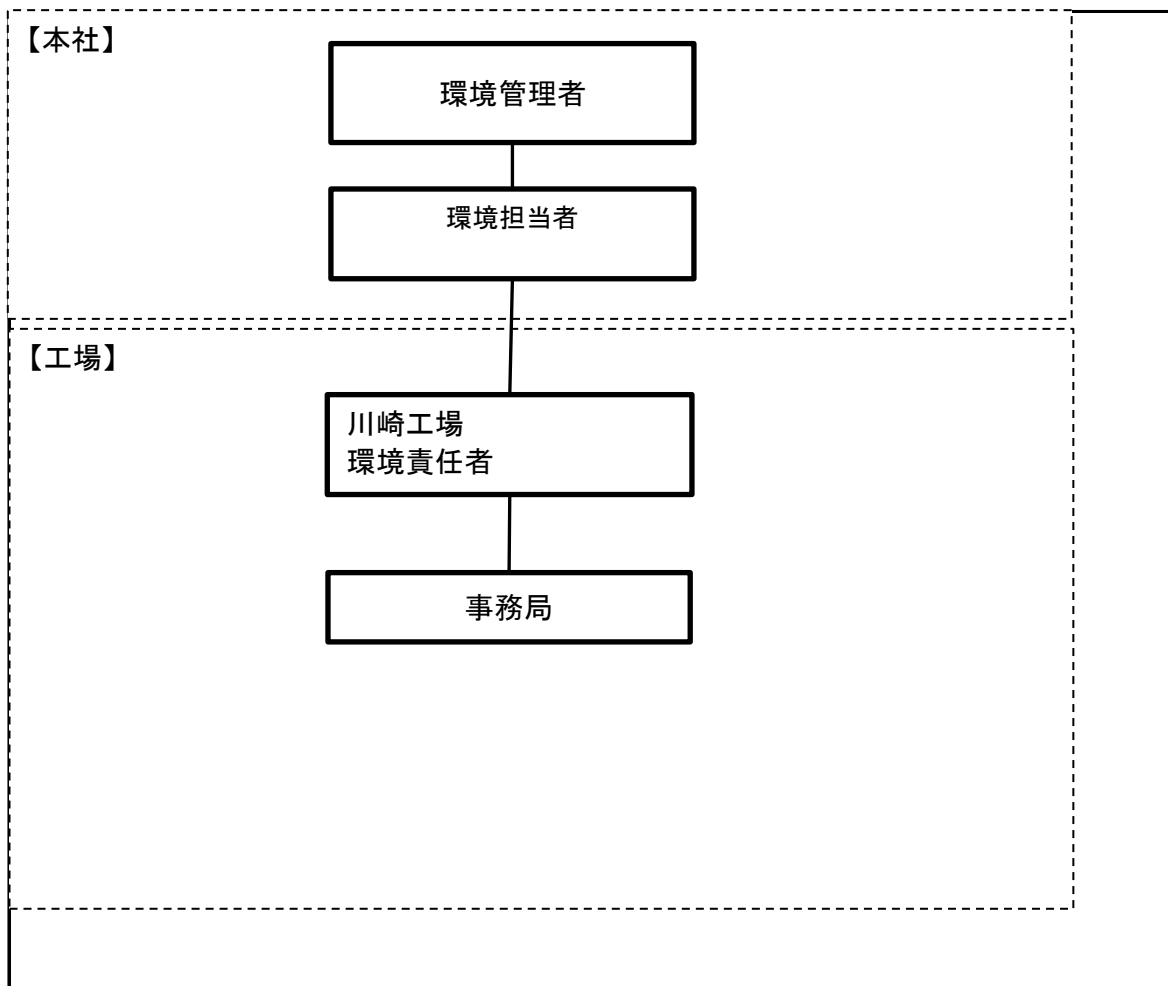 【本社】
環境管理者
環境担当者
【工場】
川崎工場
環境責任者
事務局